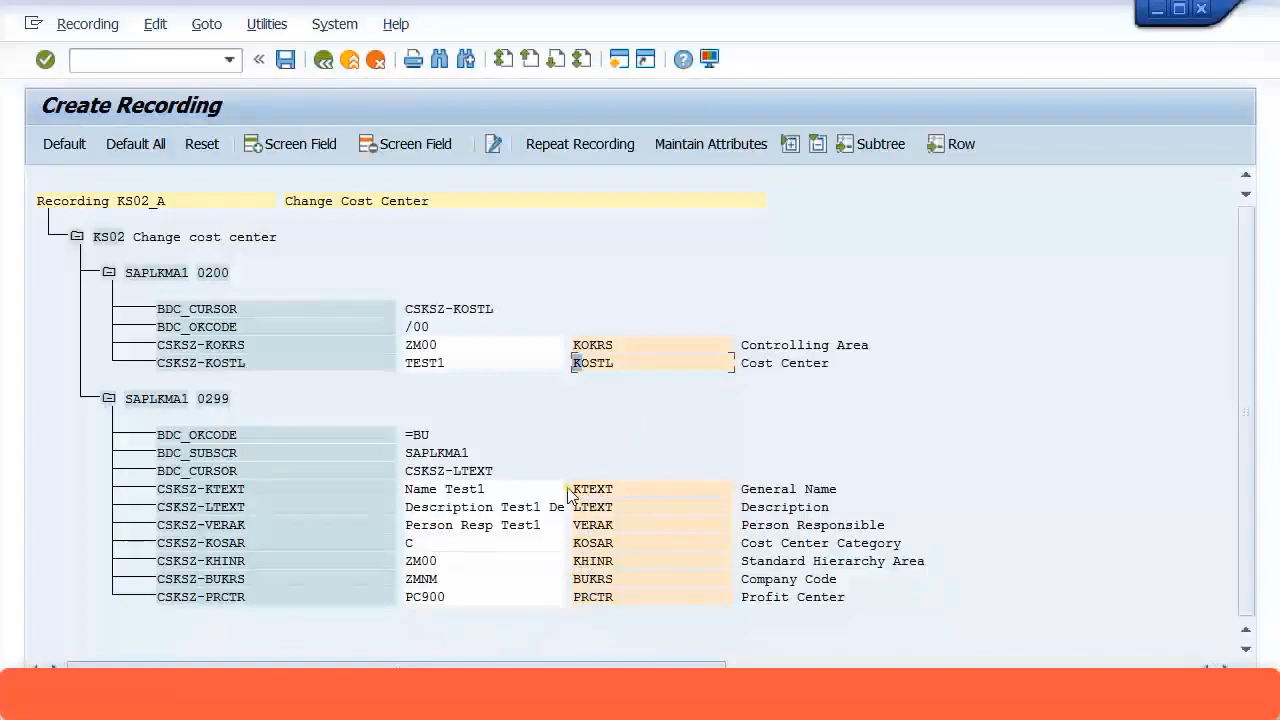 Recording Edit Goto Utilities System Help
Create Recording
Default Default All Reset Screen Field Screen Field Repeat Recording Maintain Attributes Subtree Row
Recording KS02_A Change Cost Center
KS02 Change cost center
SAPLKMA1 0200
BDC_CURSOR CSKSZ-KOSTL
BDC_OKCODE /00
CSKSZ-KOKRS ZM00 KOKRS Controlling Area
CSKSZ-KOSTL TEST1 KOSTL Cost Center
SAPLKMA1 0299
BDC_OKCODE =BU
BDC_SUBSCR SAPLKMA1
BDC_CURSOR CSKSZ-LTEXT
CSKSZ-KTEXT Name Test1 KTEXT General Name
CSKSZ-LTEXT Description Test1 De LTEXT Description
CSKSZ-VERAK Person Resp Test1 VERAK Person Responsible
CSKSZ-KOSAR C KOSAR Cost Center Category
CSKSZ-KHINR ZM00 KHINR Standard Hierarchy Area
CSKSZ-BUKRS ZMNM BUKRS Company Code
CSKSZ-PRCTR PC900 PRCTR Profit Center